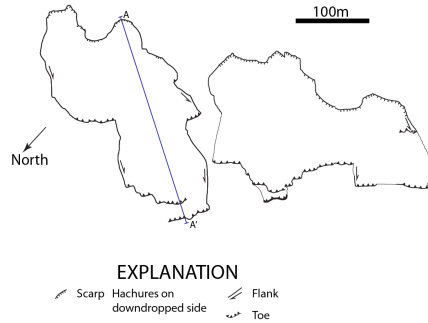 A
100m
North
A'
EXPLANATION
Scarp Hachures on downdropped side
Flank
Toe